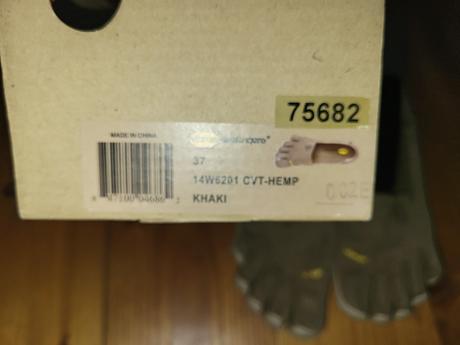 75682
MADE IN CHINA
37
14W6201 CVT-HEMP
KHAKI